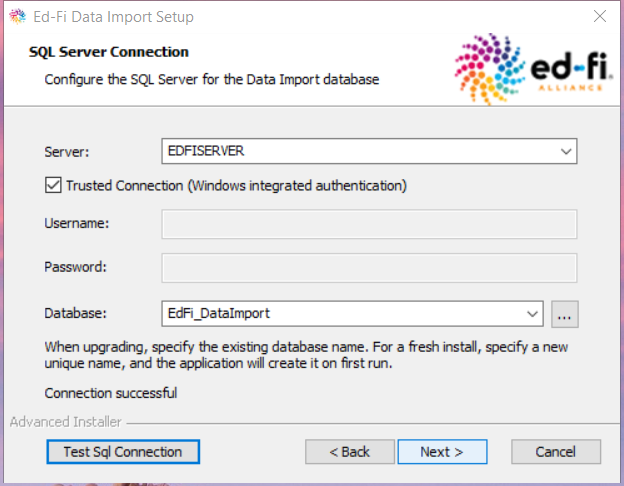 Ed-Fi Data Import Setup
SQL Server Connection
Configure the SQL Server for the Data Import database
ed-fi
ALLIANCE
Server:
EDFISERVER
Trusted Connection (Windows integrated authentication)
Username:
Password:
Database:
EdFi_DataImport
...
When upgrading, specify the existing database name. For a fresh install, specify a new
unique name, and the application will create it on first run.
Connection successful
Advanced Installer
Test Sql Connection
< Back
Next >
Cancel